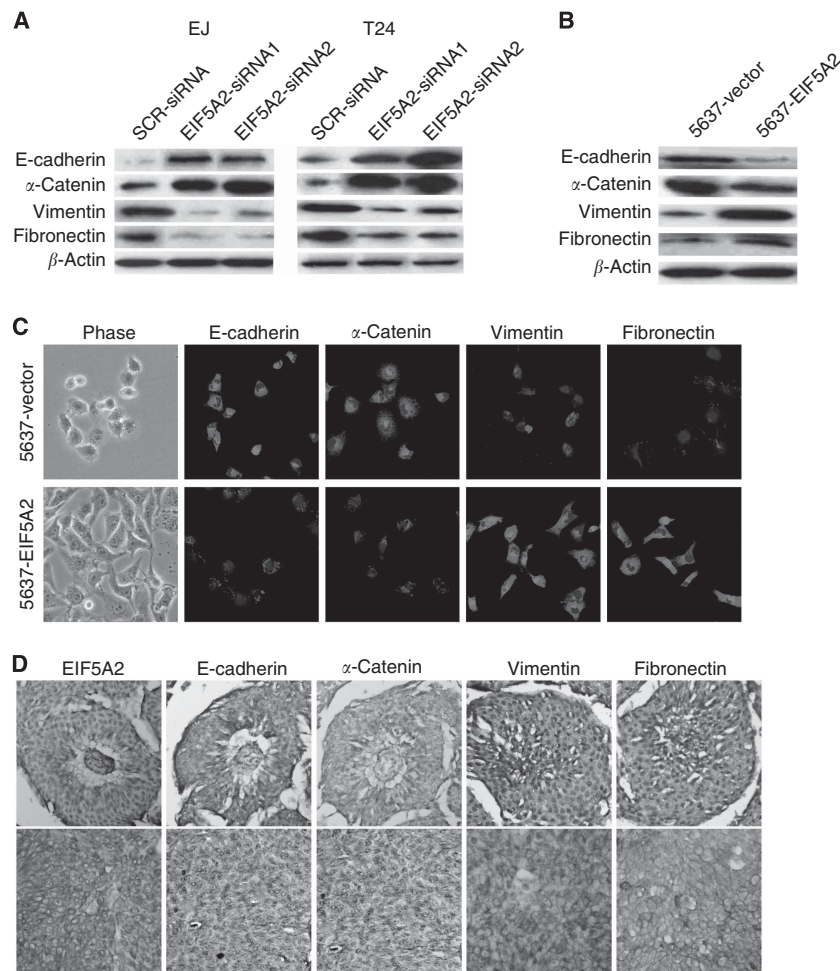 A
EJ
T24
SCR-siRNA
EIF5A2-siRNA1
EIF5A2-siRNA2
SCR-siRNA
EIF5A2-siRNA1
EIF5A2-siRNA2
E-cadherin
α-Catenin
Vimentin
Fibronectin
β-Actin
B
5637-vector
5637-EIF5A2
E-cadherin
α-Catenin
Vimentin
Fibronectin
β-Actin
C
Phase
E-cadherin
α-Catenin
Vimentin
Fibronectin
5637-vector
5637-EIF5A2
D
EIF5A2
E-cadherin
α-Catenin
Vimentin
Fibronectin